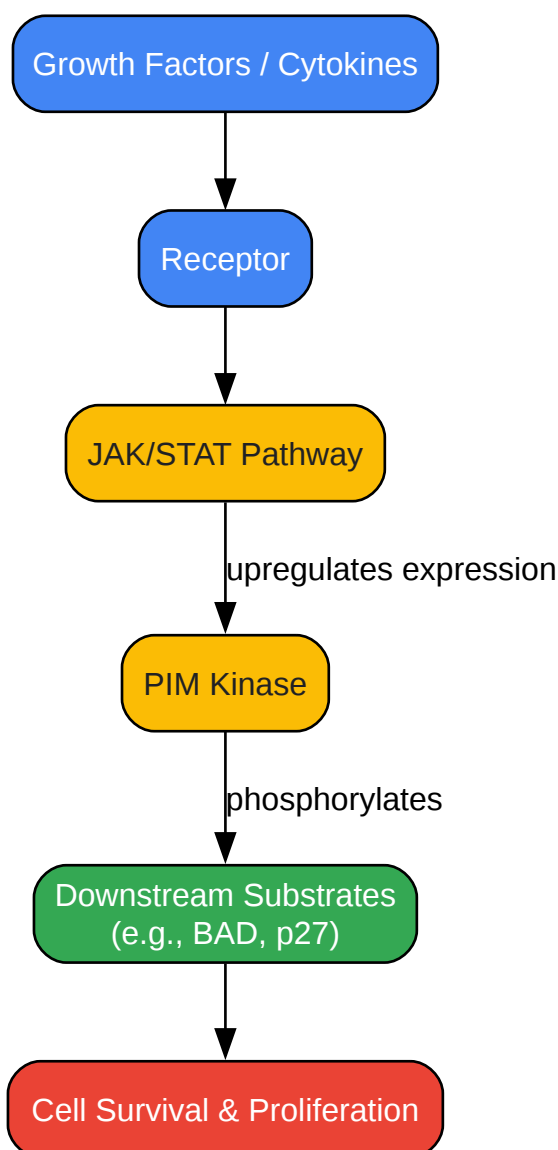 Growth Factors / Cytokines
Receptor
JAK/STAT Pathway
upregulates expression
PIM Kinase
phosphorylates
Downstream Substrates
(e.g., BAD, p27)
Cell Survival & Proliferation